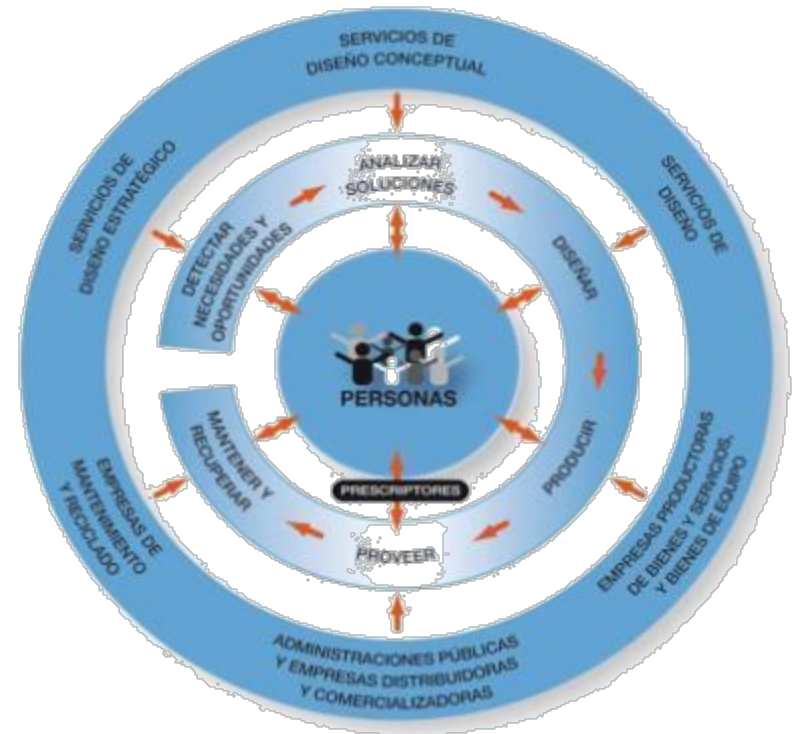 SERVICIOS DE
DISEÑO CONCEPTUAL
SERVICIOS DE
DISEÑO ESTRATÉGICO
SERVICIOS DE
DISEÑO
ANALIZAR
SOLUCIONES
DETECTAR
NECESIDADES Y
OPORTUNIDADES
DISEÑAR
PERSONAS
MANTENER Y
RECUPERAR
PRODUCIR
PRESCRIPTORES
PROVEER
EMPRESAS DE
MANTENIMIENTO
Y RECICLADO
EMPRESAS PRODUCTORAS
DE BIENES Y SERVICIOS,
Y BIENES DE EQUIPO
ADMINISTRACIONES PÚBLICAS
Y EMPRESAS DISTRIBUIDORAS
Y COMERCIALIZADORAS